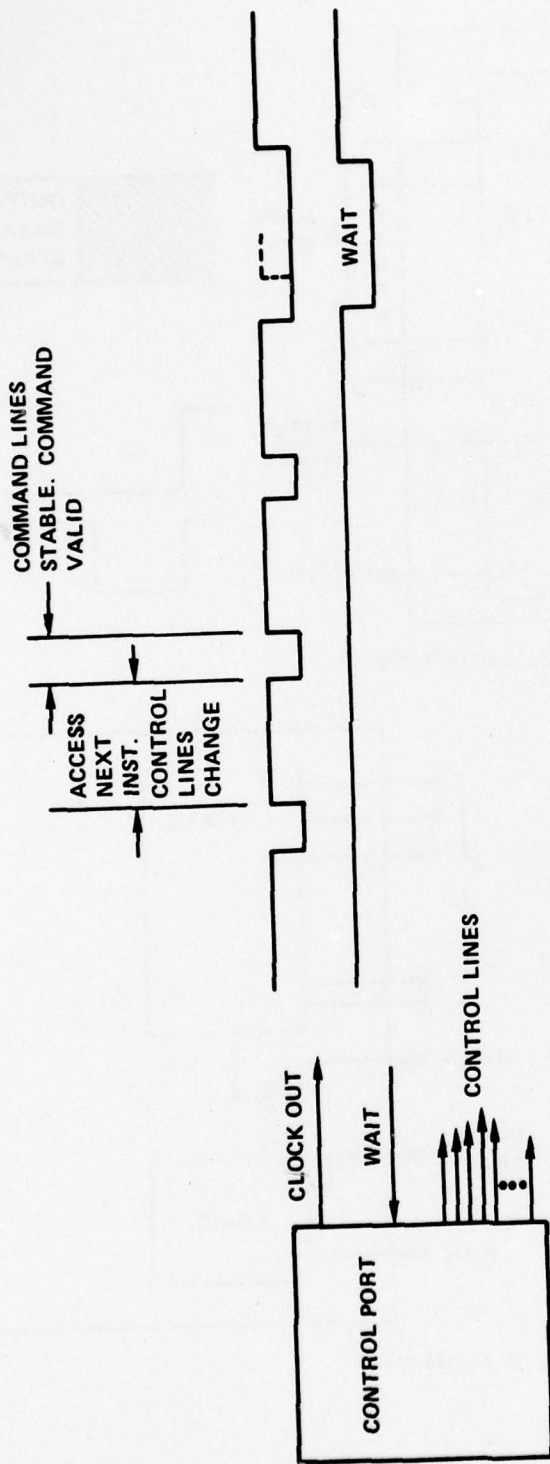 COMMAND LINES
STABLE. COMMAND
VALID
ACCESS
NEXT
INST.
CONTROL
LINES
CHANGE
WAIT
CLOCK OUT
WAIT
CONTROL LINES
CONTROL PORT